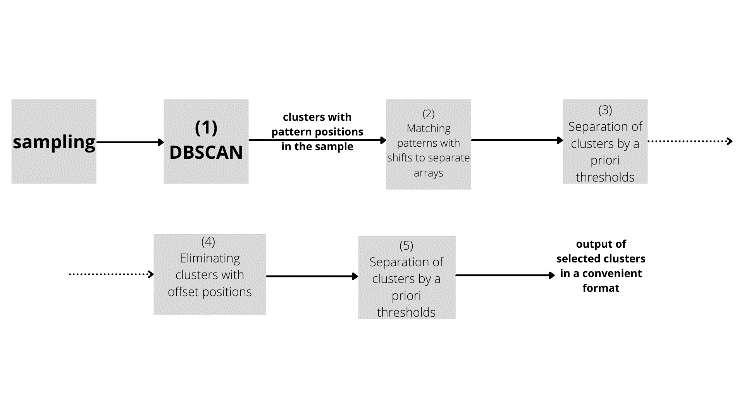 sampling
(1)
DBSCAN
clusters with
pattern positions
in the sample
(2)
Matching
patterns with
shifts to separate
arrays
(3)
Separation of
clusters by a
priori
thresholds
(4)
Eliminating
clusters with
offset positions
(5)
Separation of
clusters by a
priori
thresholds
output of
selected clusters
in a convenient
format